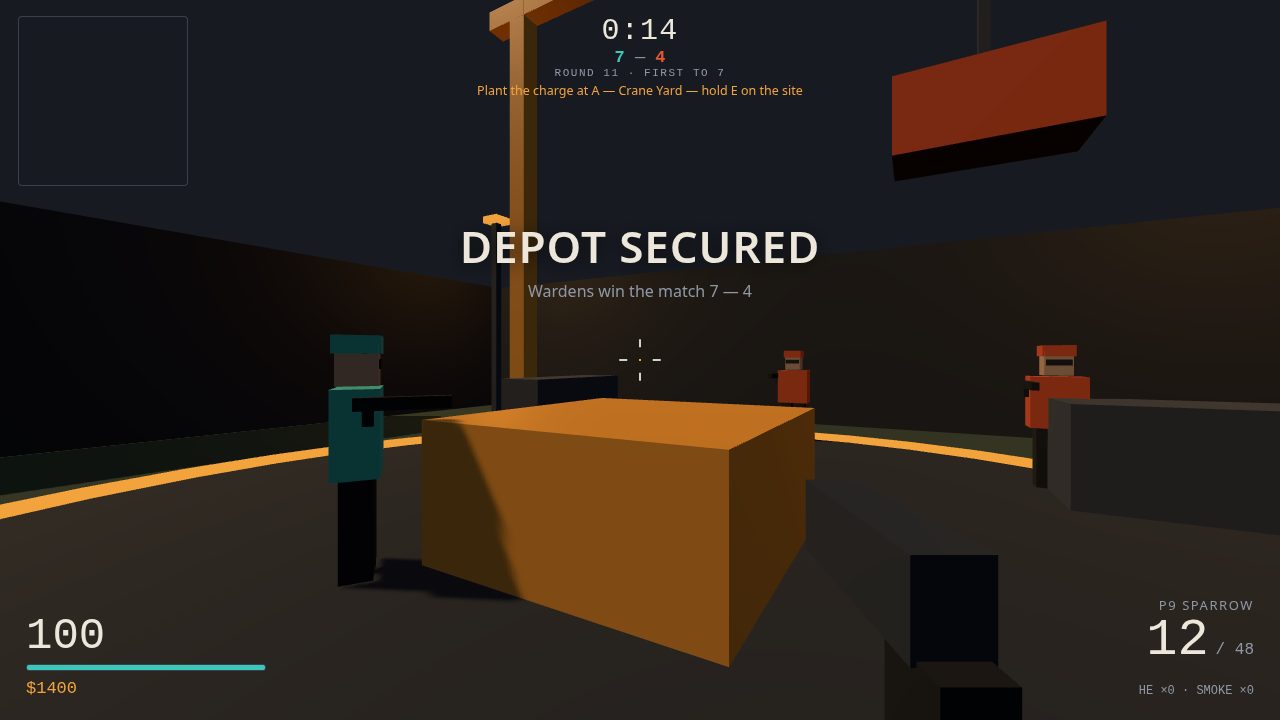 0:14
7 — 4
ROUND 11 · FIRST TO 7
Plant the charge at A — Crane Yard — hold E on the site
DEPOT SECURED
Wardens win the match 7 — 4
100
$1400
P9 SPARROW
12 / 48
HE ×0 · SMOKE ×0